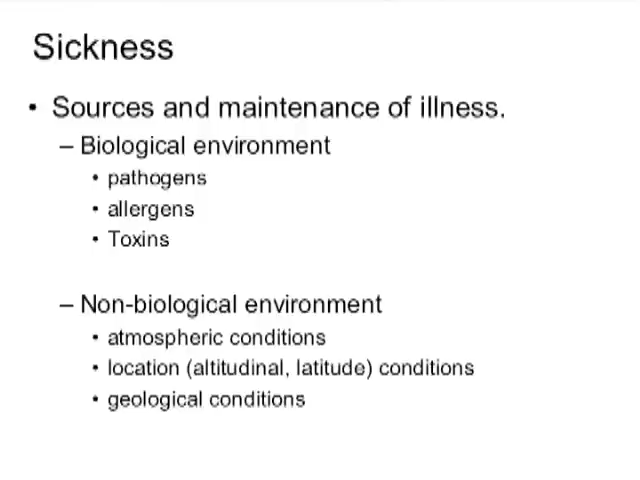 Sickness
• Sources and maintenance of illness.
– Biological environment
• pathogens
• allergens
• Toxins
– Non-biological environment
• atmospheric conditions
• location (altitudinal, latitude) conditions
• geological conditions